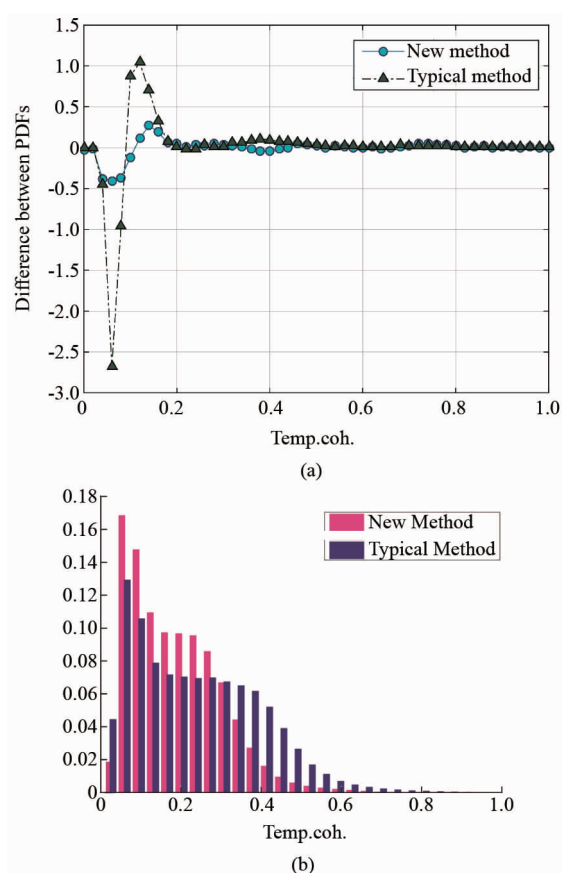 1.5
1.0
0.5
0
-0.5
-1.0
-1.5
-2.0
-2.5
-3.0
Difference between PDFs
New method
Typical method
0 0.2 0.4 0.6 0.8 1.0
Temp.coh.
(a)
0.18
0.16
0.14
0.12
0.10
0.08
0.06
0.04
0.02
0
New Method
Typical Method
0 0.2 0.4 0.6 0.8 1.0
Temp.coh.
(b)